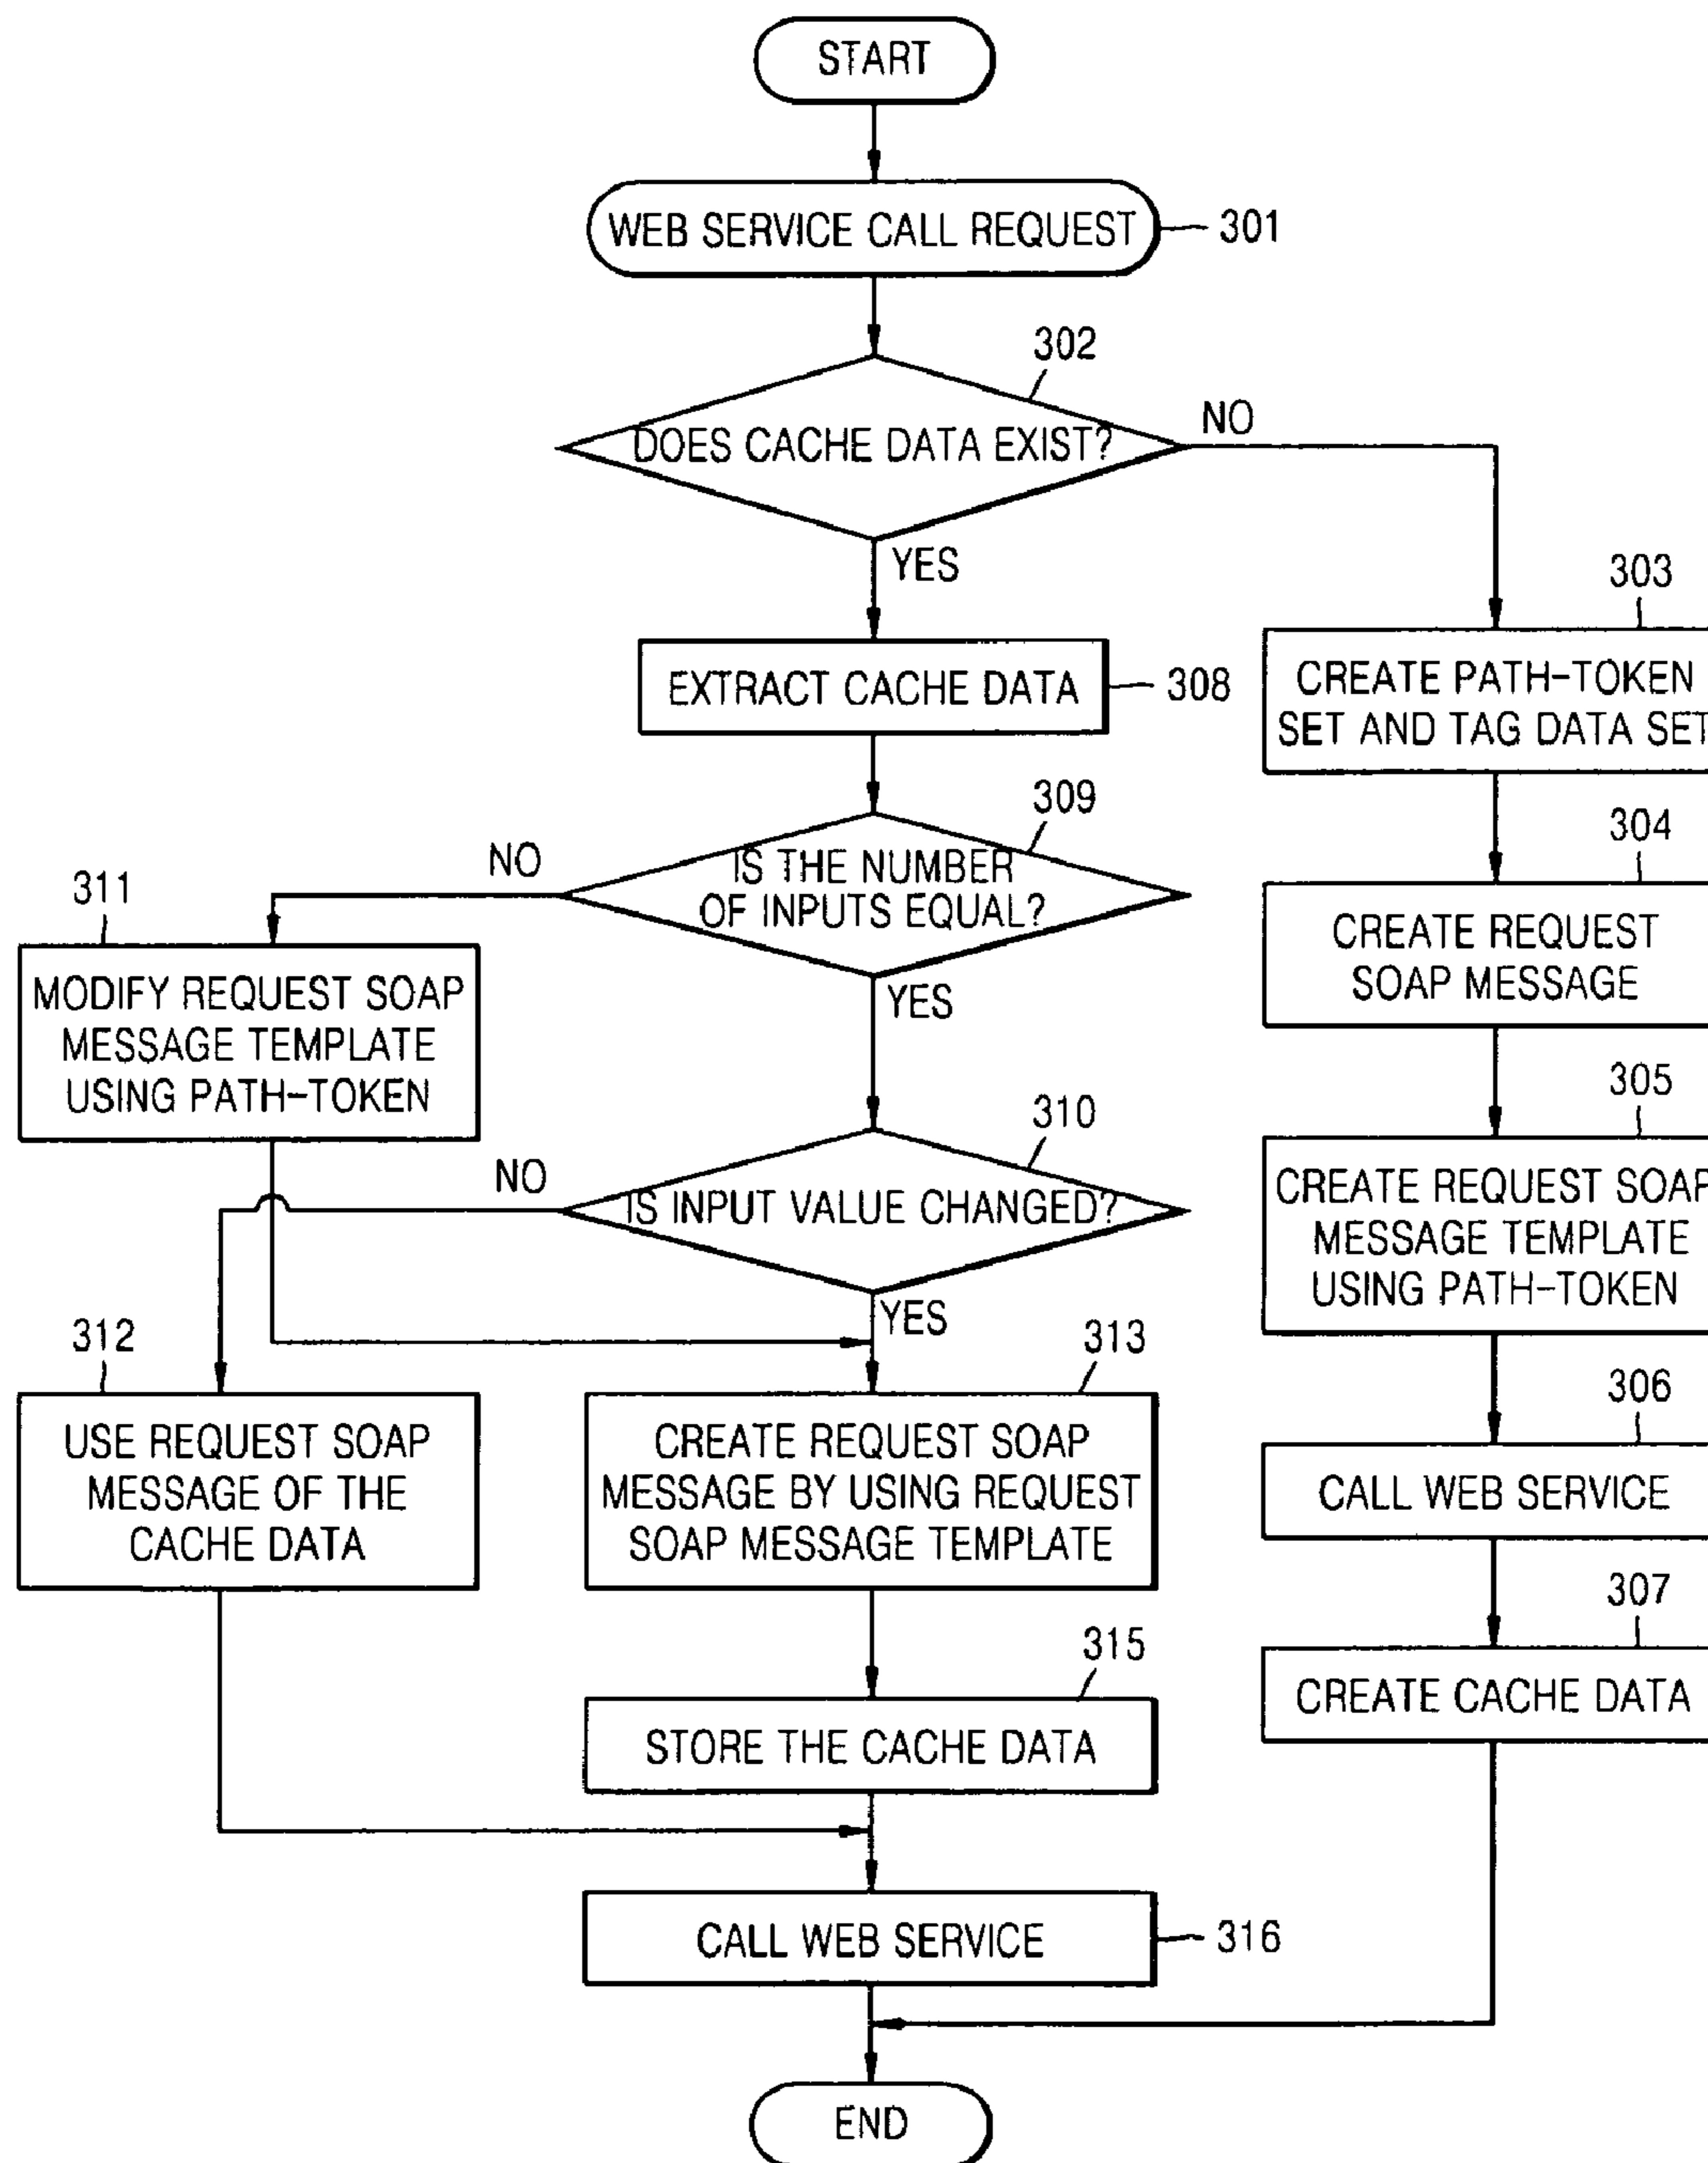 START
WEB SERVICE CALL REQUEST
301
302
DOES CACHE DATA EXIST?
NO
YES
303
CREATE PATH-TOKEN
SET AND TAG DATA SET
EXTRACT CACHE DATA
308
309
IS THE NUMBER
OF INPUTS EQUAL?
NO
YES
304
CREATE REQUEST
SOAP MESSAGE
311
MODIFY REQUEST SOAP
MESSAGE TEMPLATE
USING PATH-TOKEN
305
CREATE REQUEST SOAP
MESSAGE TEMPLATE
USING PATH-TOKEN
310
IS INPUT VALUE CHANGED?
NO
YES
312
USE REQUEST SOAP
MESSAGE OF THE
CACHE DATA
313
CREATE REQUEST SOAP
MESSAGE BY USING REQUEST
SOAP MESSAGE TEMPLATE
306
CALL WEB SERVICE
307
CREATE CACHE DATA
315
STORE THE CACHE DATA
CALL WEB SERVICE
316
END